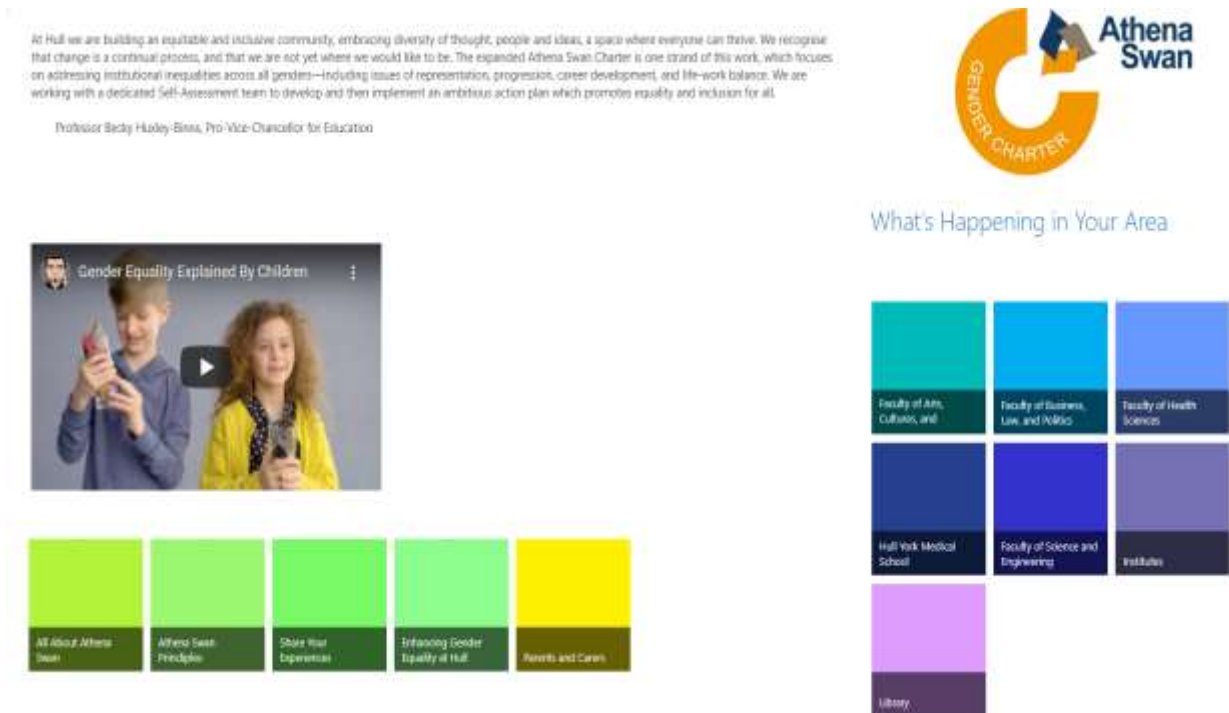 At Hull we are building an equitable and inclusive community, embracing diversity of thought, people and ideas, a space where everyone can thrive. We recognise
that change is a continual process, and that we are not yet where we would like to be. The expanded Athena Swan Charter is one strand of this work, which focuses
on addressing institutional inequalities across all genders—including issues of representation, progression, career development, and life-work balance. We are
working with a dedicated Self-Assessment team to develop and then implement an ambitious action plan which promotes equality and inclusion for all.
Professor Becky Huxley-Binns, Pro-Vice-Chancellor for Education
Athena
Swan
GENDER CHARTER
What's Happening in Your Area
Gender Equality Explained By Children
Faculty of Arts,
Cultures, and
Faculty of Business,
Law, and Politics
Faculty of Health
Sciences
Hull York Medical
School
Faculty of Science and
Engineering
Institutes
Library
All About Athena
Swan
Athena Swan
Principles
Share Your
Experiences
Enhancing Gender
Equality at Hull
Parents and Carers